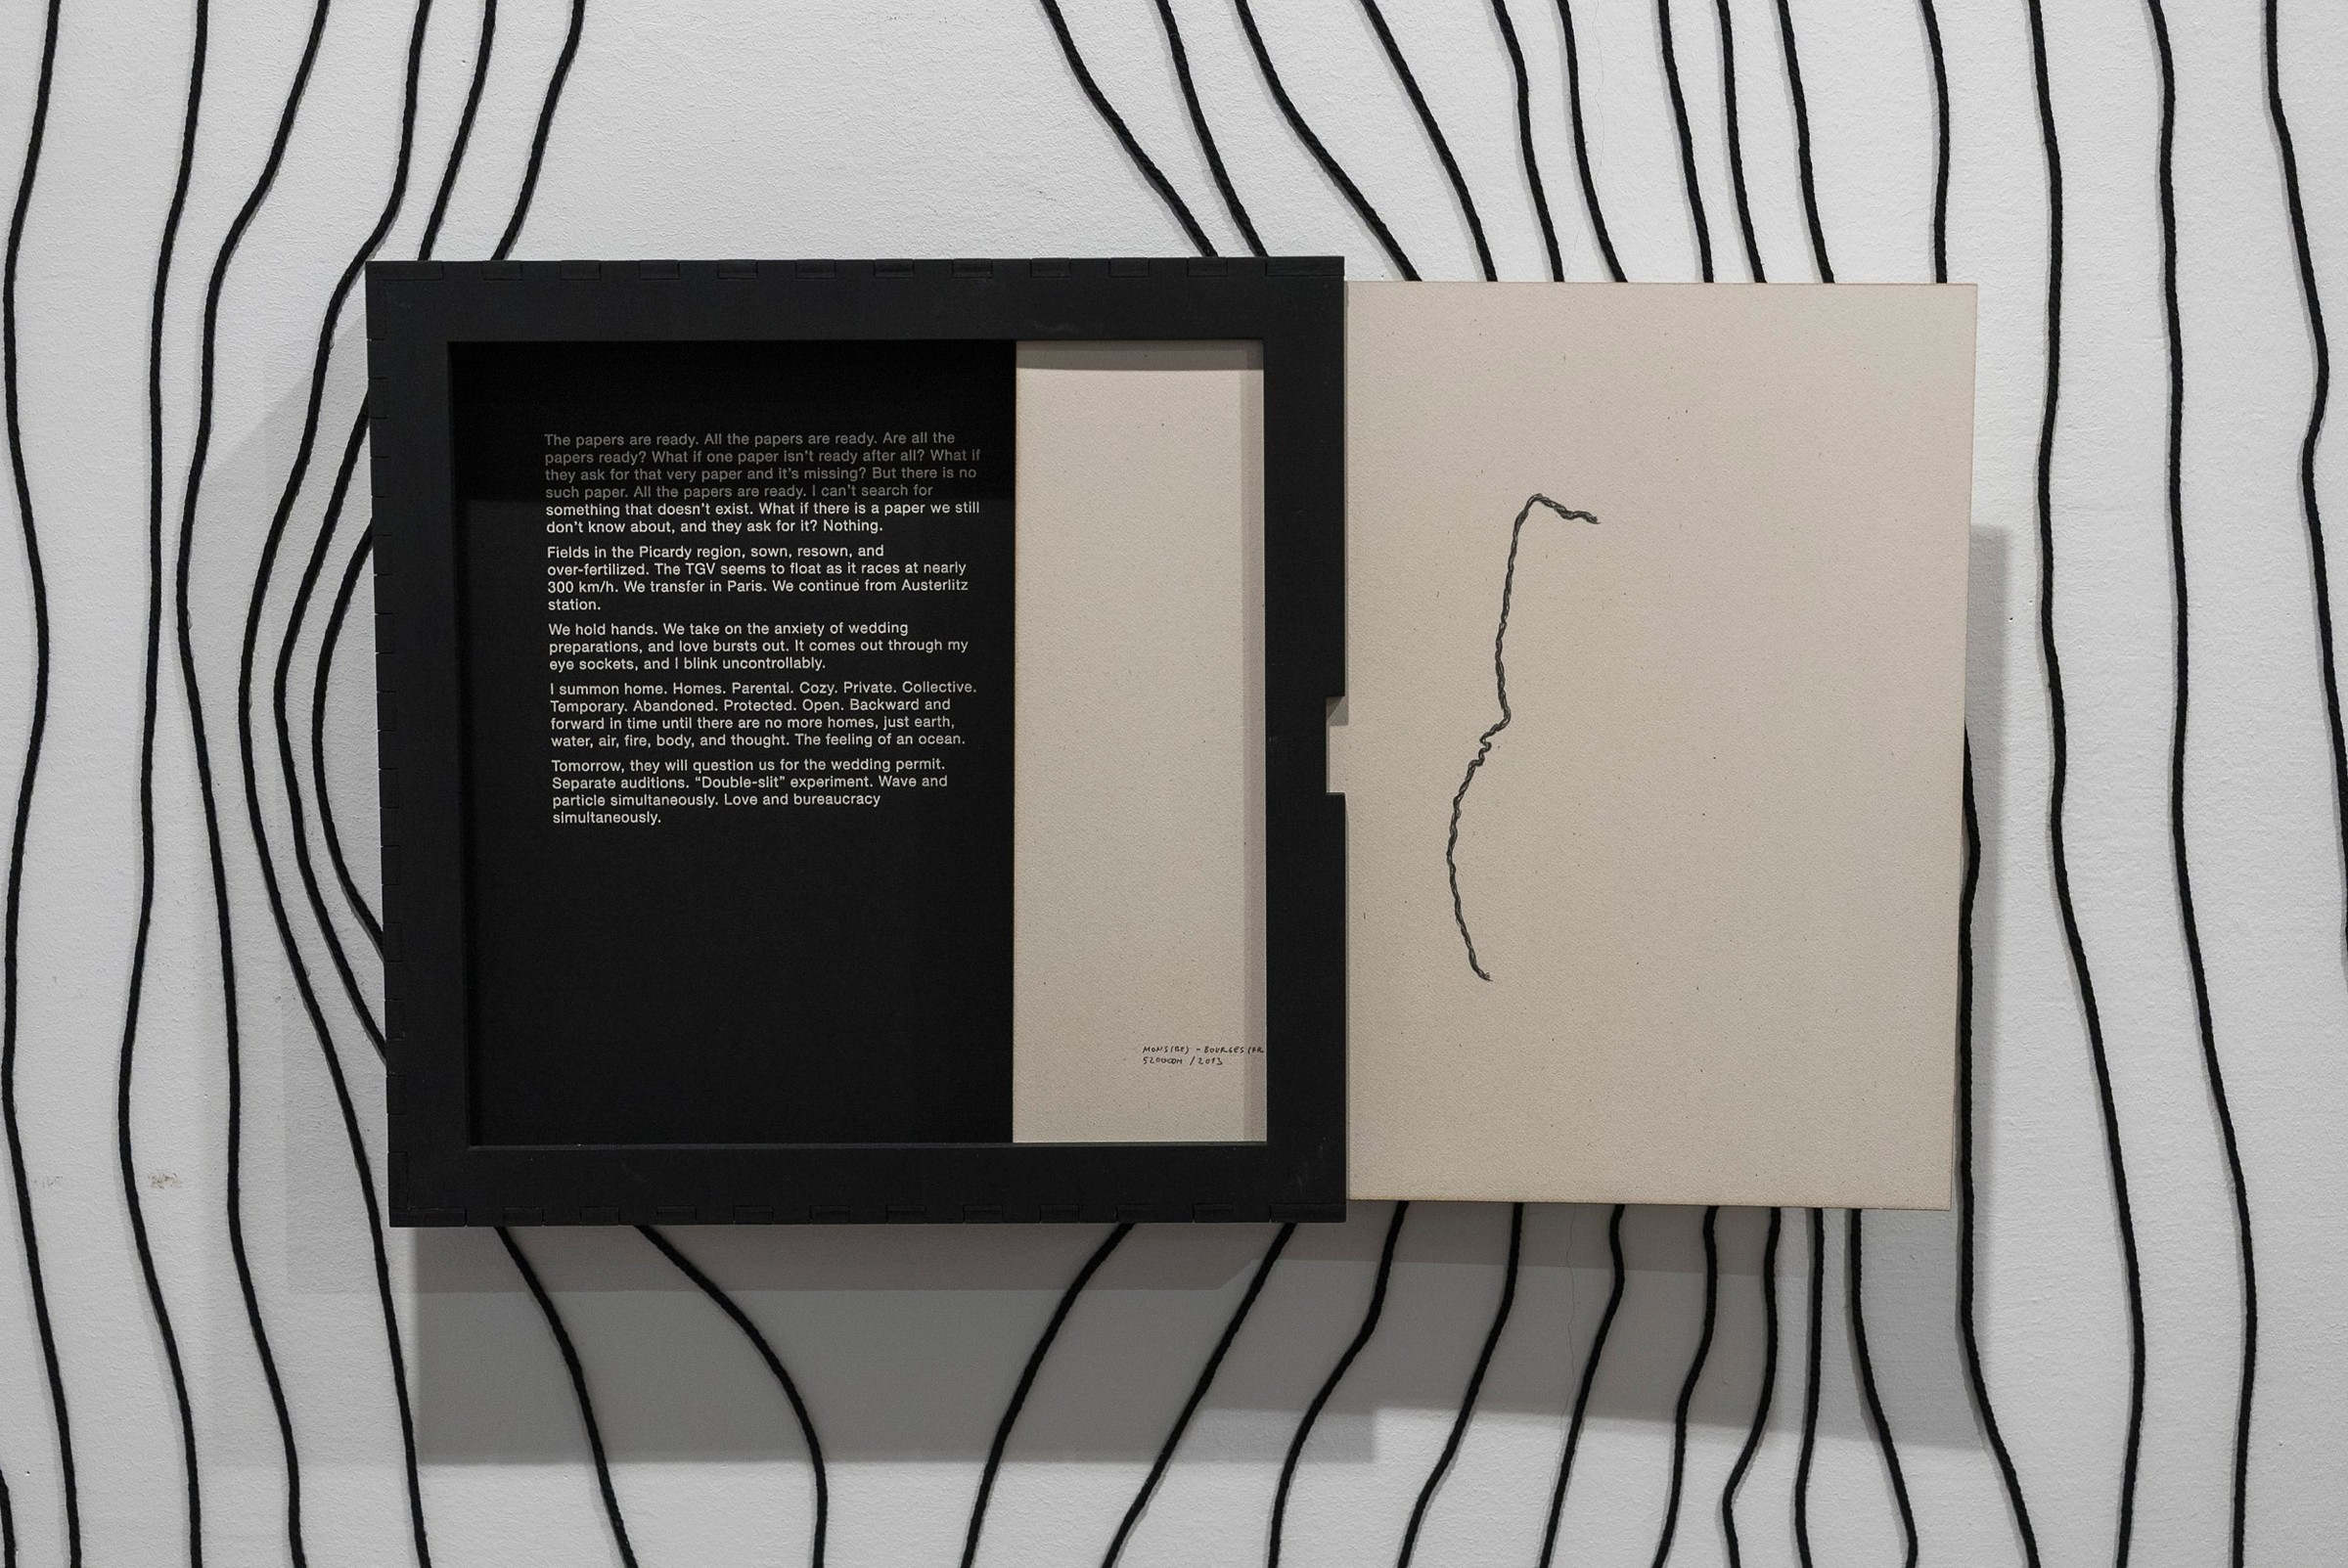 The papers are ready. All the papers are ready. Are all the
papers ready? What if one paper isn't ready after all? What if
they ask for that very paper and it's missing? But there is no
such paper. All the papers are ready. I can't search for
something that doesn't exist. What if there is a paper we still
don't know about, and they ask for it? Nothing.
Fields in the Picardy region, sown, resown, and
over-fertilized. The TGV seems to float as it races at nearly
300 km/h. We transfer in Paris. We continue from Austerlitz
station.
We hold hands. We take on the anxiety of wedding
preparations, and love bursts out. It comes out through my
eye sockets, and I blink uncontrollably.
I summon home. Homes. Parental. Cozy. Private. Collective.
Temporary. Abandoned. Protected. Open. Backward and
forward in time until there are no more homes, just earth,
water, air, fire, body, and thought. The feeling of an ocean.
Tomorrow, they will question us for the wedding permit.
Separate auditions. “Double-slit” experiment. Wave and
particle simultaneously. Love and bureaucracy
simultaneously.
MONS (BE) - BOURGES (FR
/ 2013